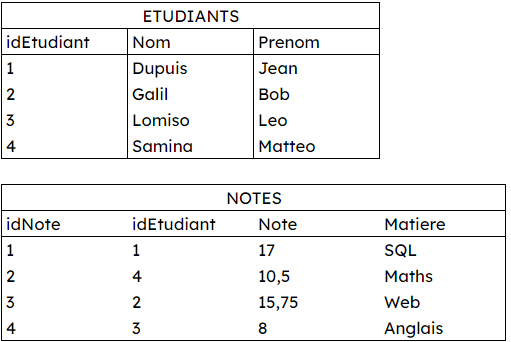 ETUDIANTS
idEtudiant Nom Prenom
1 Dupuis Jean
2 Galil Bob
3 Lomiso Leo
4 Samina Matteo
NOTES
idNote idEtudiant Note Matiere
1 1 17 SQL
2 4 10,5 Maths
3 2 15,75 Web
4 3 8 Anglais